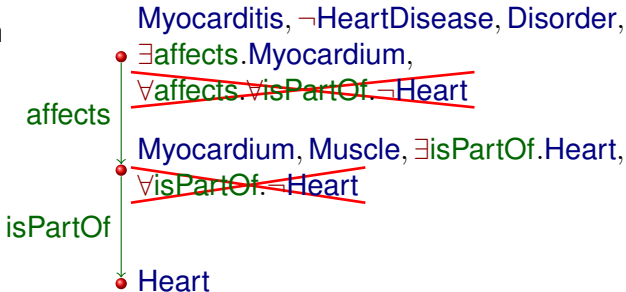 Myocarditis, ¬HeartDisease, Disorder,
∃affects.Myocardium,
∀affects.∀isPartOf.¬Heart
affects
Myocardium, Muscle, ∃isPartOf.Heart,
∀isPartOf.¬Heart
isPartOf
Heart